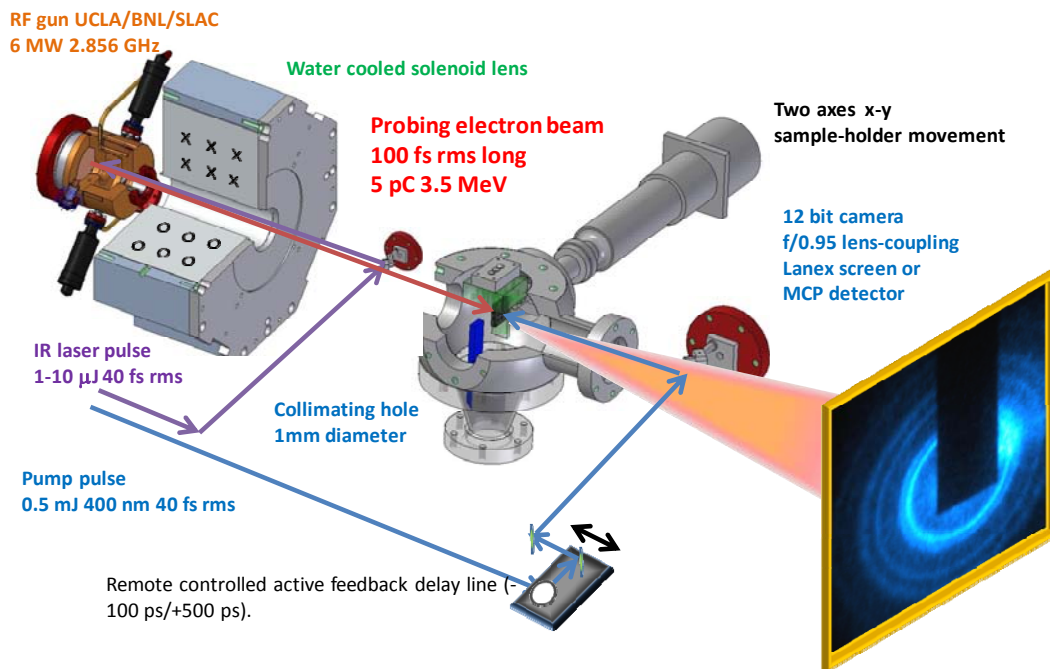 RF gun UCLA/BNL/SLAC
6 MW 2.856 GHz
Water cooled solenoid lens
Probing electron beam
100 fs rms long
5 pC 3.5 MeV
Two axes x-y
sample-holder movement
12 bit camera
f/0.95 lens-coupling
Lanex screen or
MCP detector
IR laser pulse
1-10 μJ 40 fs rms
Collimating hole
1mm diameter
Pump pulse
0.5 mJ 400 nm 40 fs rms
Remote controlled active feedback delay line (-
100 ps/+500 ps).